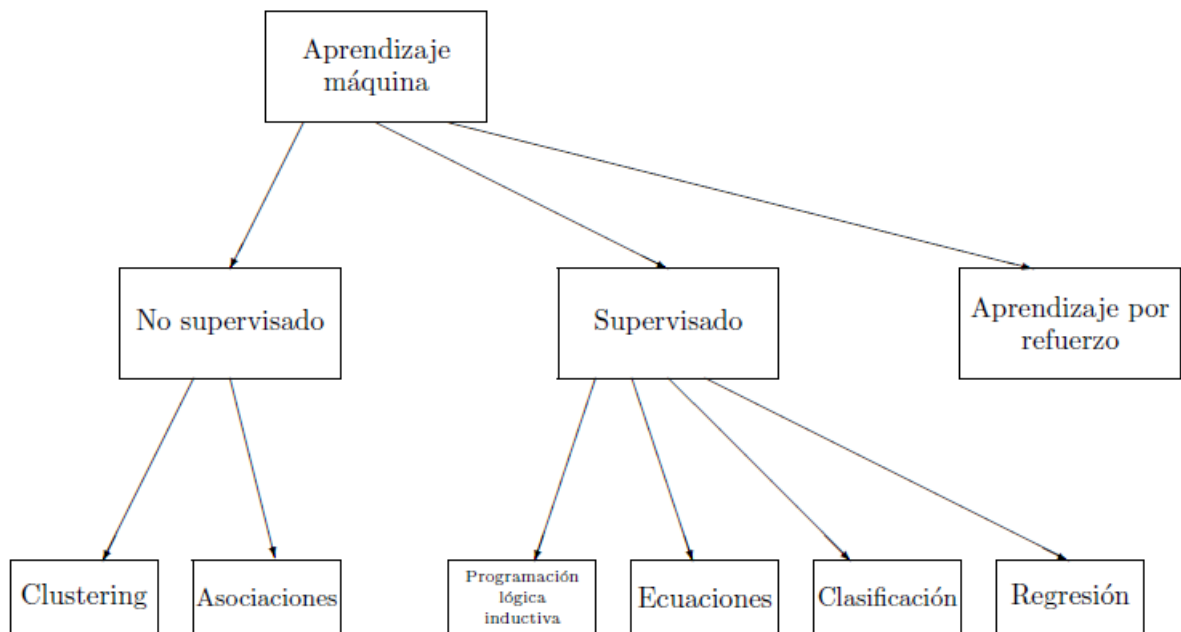 Aprendizaje
máquina
No supervisado
Supervisado
Aprendizaje por
refuerzo
Clustering
Asociaciones
Programación
lógica
inductiva
Ecuaciones
Clasificación
Regresión